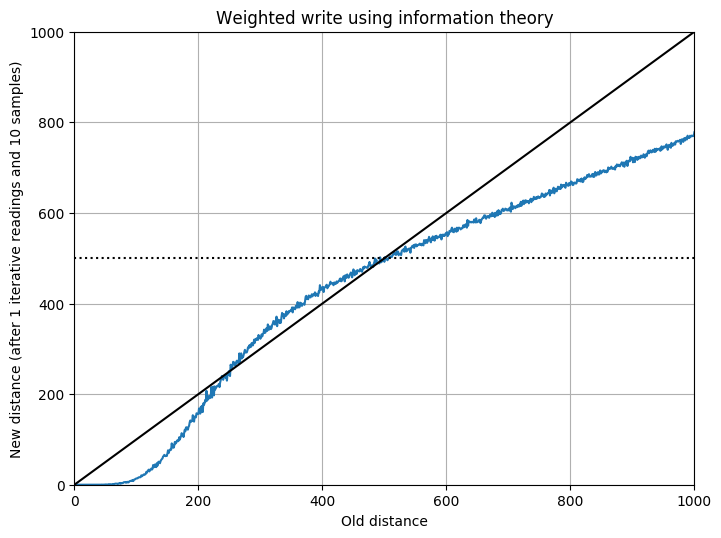 Weighted write using information theory
New distance (after 1 iterative readings and 10 samples)
1000
800
600
400
200
0
0 200 400 600 800 1000
Old distance